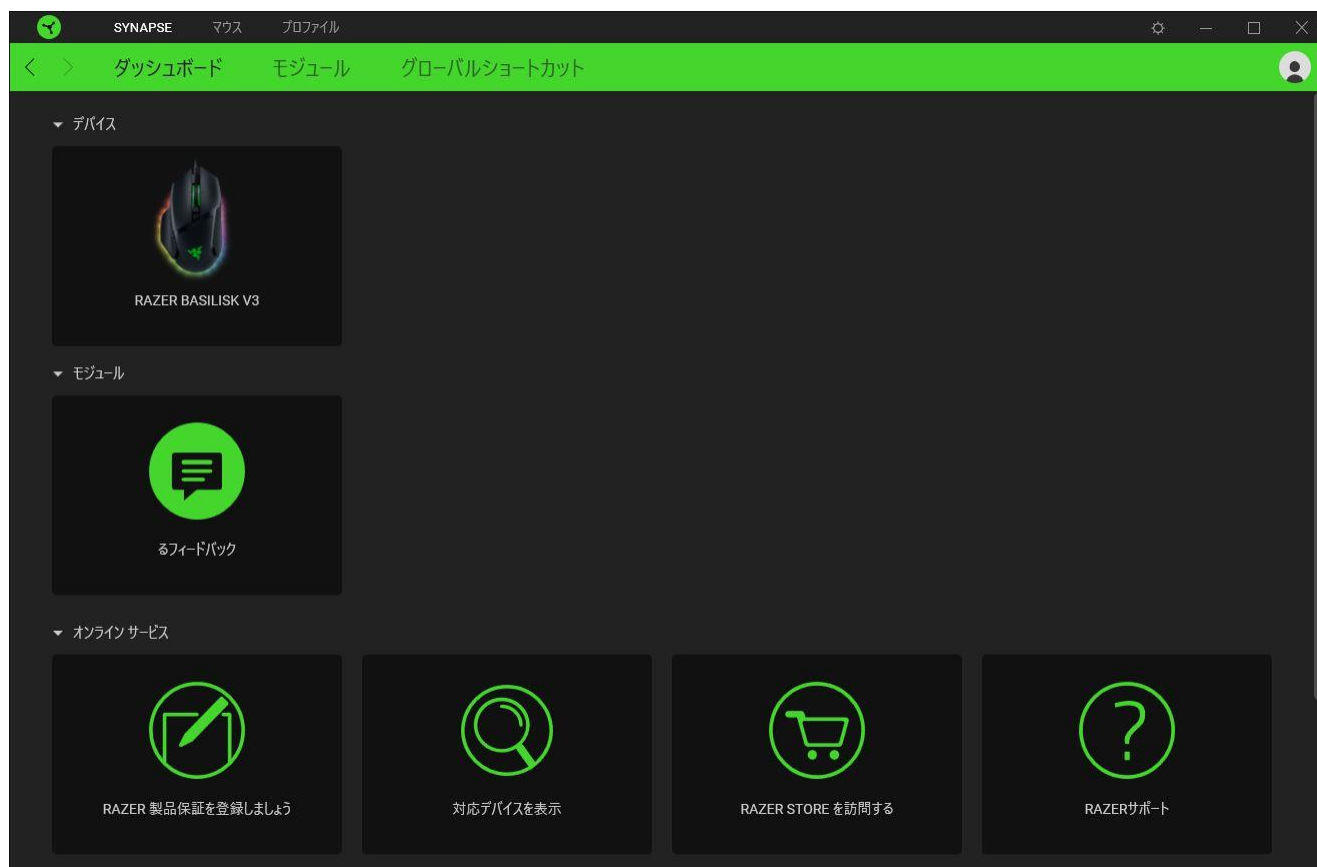 SYNAPSE マウス プロファイル
ダッシュボード モジュール グローバルショートカット
デバイス
RAZER BASILISK V3
モジュール
るフィードバック
オンライン サービス
RAZER 製品保証を登録しましょう 対応デバイスを表示 RAZER STORE を訪問する RAZERサポート